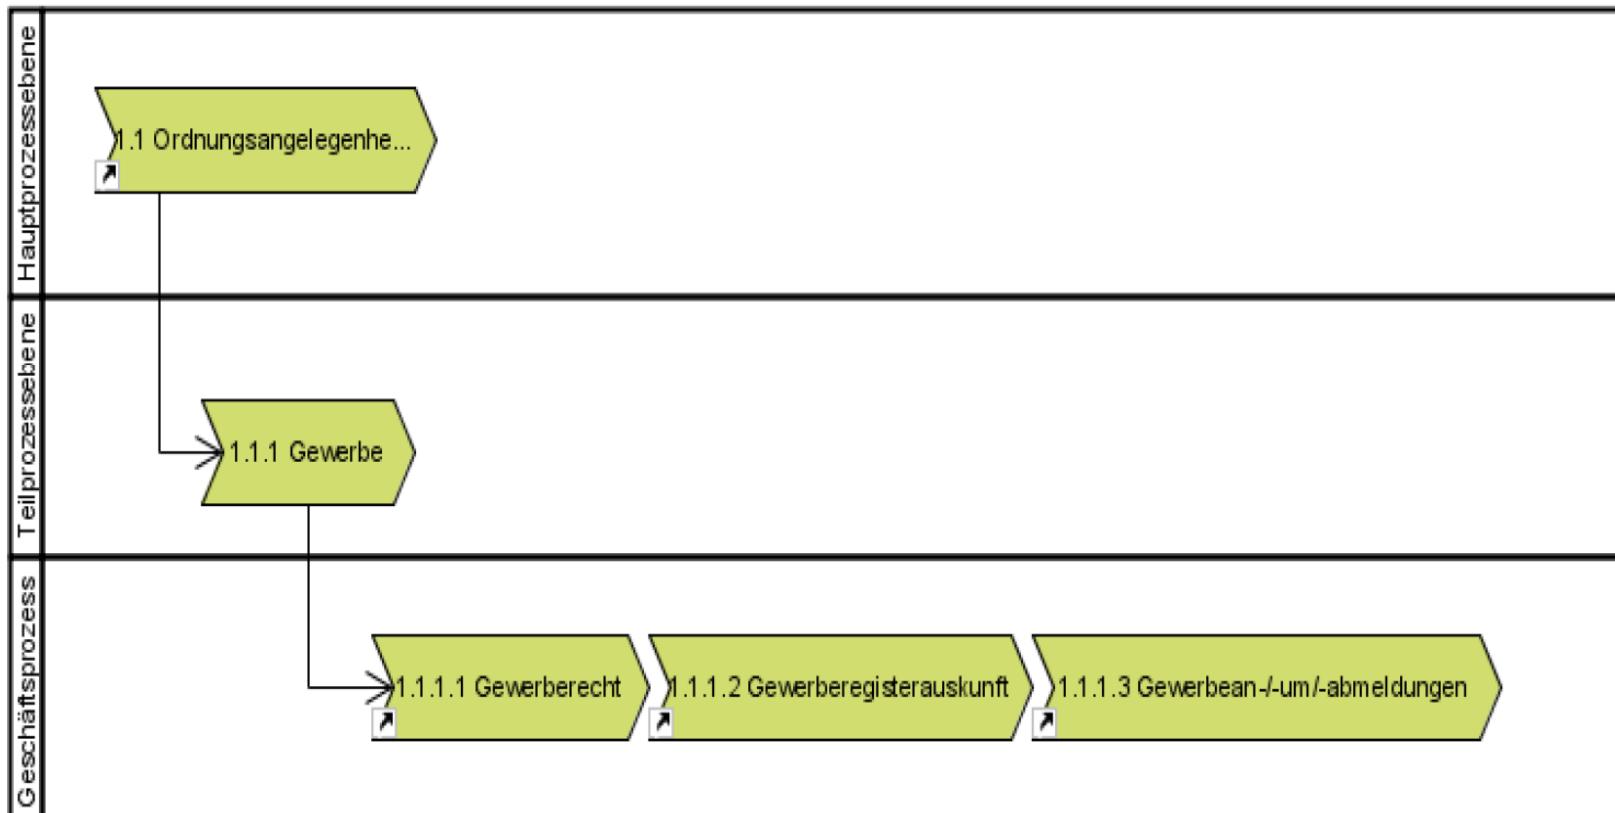 Hauptprozessebene
1.1 Ordnungsangelegenhe...
Teilprozessebene
1.1.1 Gewerbe
Geschäftsprozess
1.1.1.1 Gewerberecht
1.1.1.2 Gewerberegisterauskunft
1.1.1.3 Gewerbean-/-um/-abmeldungen